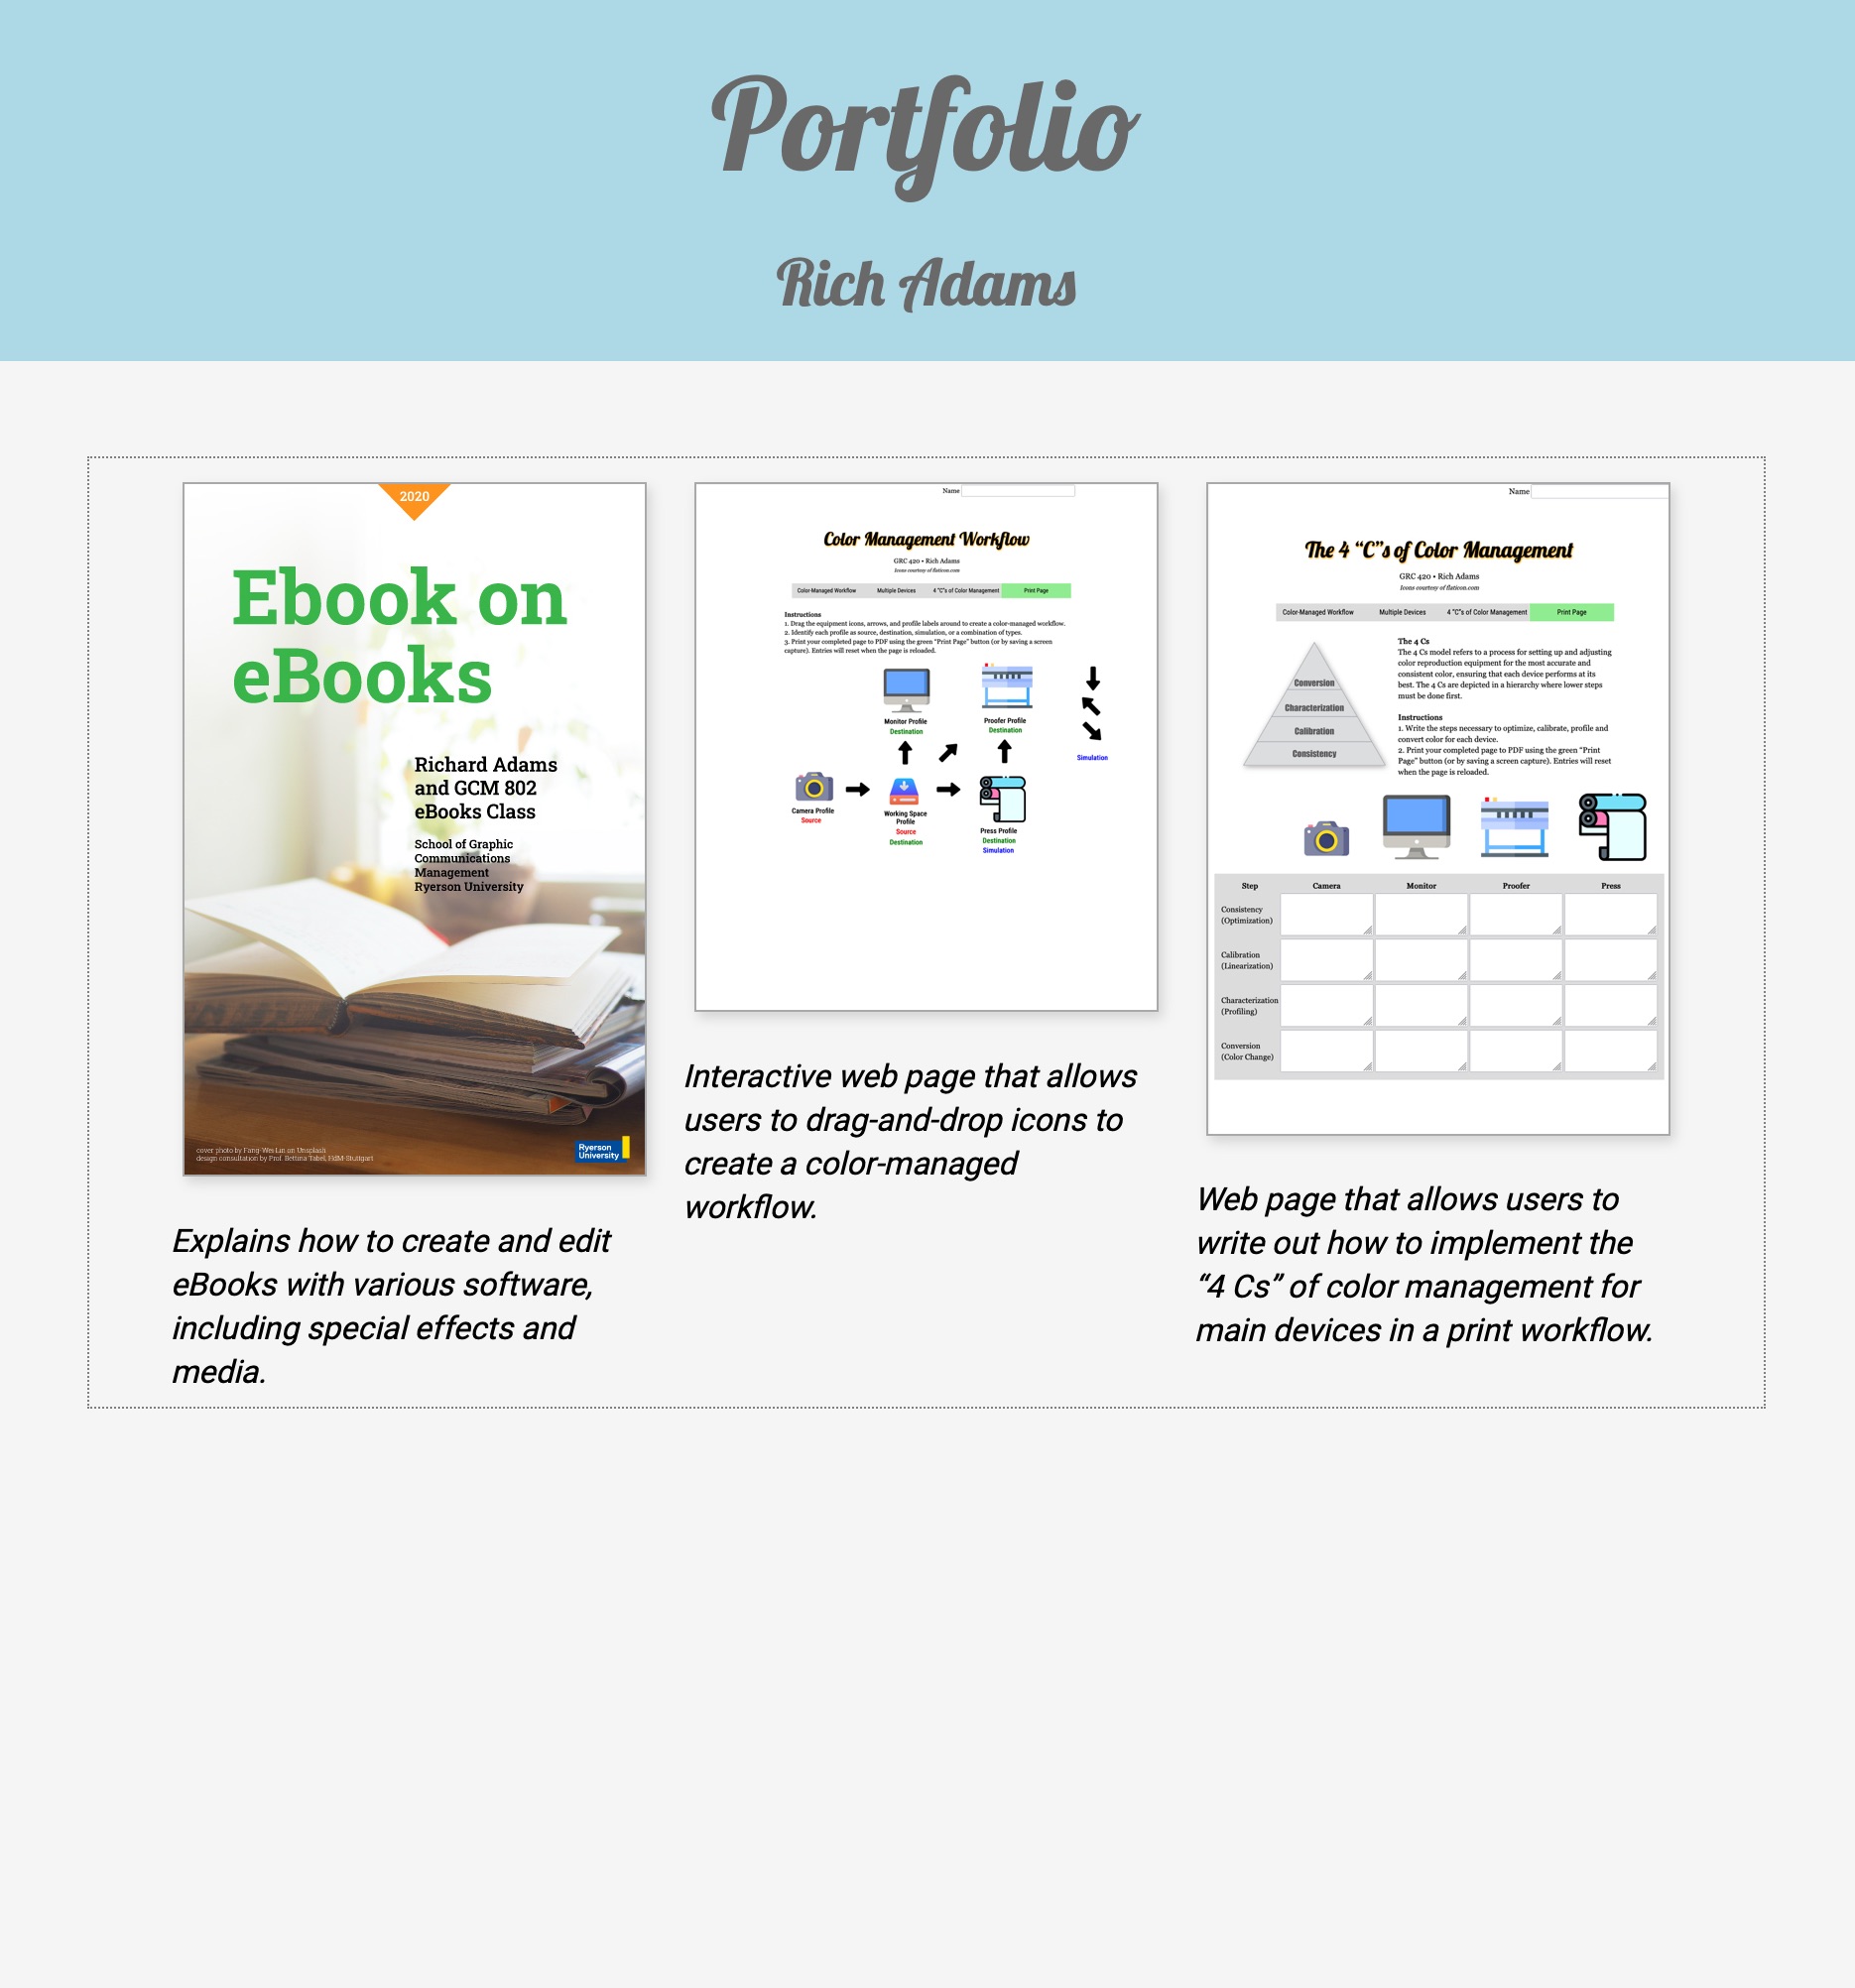 Portfolio
Rich Adams
2020
Ebook on
eBooks
Richard Adams
and GCM 802
eBooks Class
School of Graphic
Communications
Management
Ryerson University
cover photo by Fang-Wei Lin on Unsplash
design consultation by Prof. Bettina Tabel, HdM-Stuttgart
Ryerson
University
Explains how to create and edit
eBooks with various software,
including special effects and
media.
Name
Color Management Workflow
GRC 420 • Rich Adams
Icons courtesy of flaticon.com
Color-Managed Workflow Multiple Devices 4 "C"s of Color Management Print Page
Instructions
1. Drag the equipment icons, arrows, and profile labels around to create a color-managed workflow.
2. Identify each profile as source, destination, simulation, or a combination of types.
3. Print your completed page to PDF using the green "Print Page" button (or by saving a screen
capture). Entries will reset when the page is reloaded.
Monitor Profile
Destination
Proofer Profile
Destination
Simulation
Camera Profile
Source
Working Space
Profile
Source
Destination
Press Profile
Destination
Simulation
Interactive web page that allows
users to drag-and-drop icons to
create a color-managed
workflow.
Name
The 4 “C”s of Color Management
GRC 420 • Rich Adams
Icons courtesy of flaticon.com
Color-Managed Workflow Multiple Devices 4 "C"s of Color Management Print Page
Conversion
Characterization
Calibration
Consistency
The 4 Cs
The 4 Cs model refers to a process for setting up and adjusting
color reproduction equipment for the most accurate and
consistent color, ensuring that each device performs at its
best. The 4 Cs are depicted in a hierarchy where lower steps
must be done first.
Instructions
1. Write the steps necessary to optimize, calibrate, profile and
convert color for each device.
2. Print your completed page to PDF using the green "Print
Page" button (or by saving a screen capture). Entries will reset
when the page is reloaded.
Step Camera Monitor Proofer Press
Consistency
(Optimization)
Calibration
(Linearization)
Characterization
(Profiling)
Conversion
(Color Change)
Web page that allows users to
write out how to implement the
“4 Cs” of color management for
main devices in a print workflow.